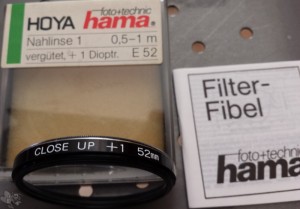 HOYA
foto+technic
hama
Nahlinse 1
0,5-1 m
vergütet, +1 Dioptr.
E 52
CLOSE UP +1 52mm
Filter-
Fibel
foto+technic
hama